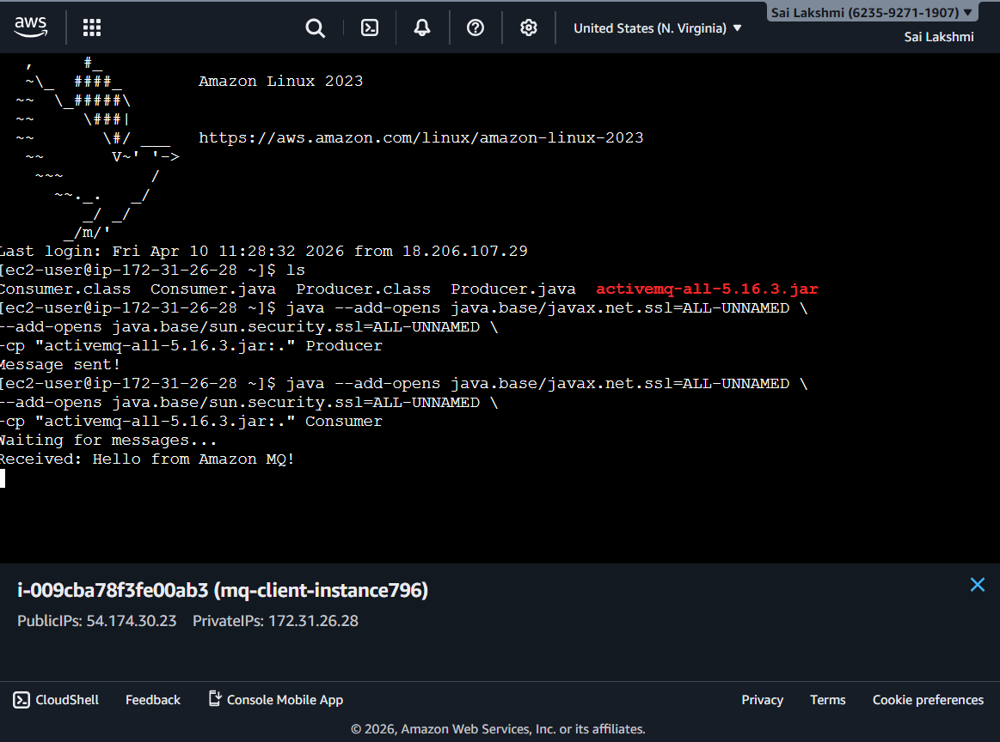 aws
United States (N. Virginia) ▼
Sai Lakshmi (6235-9271-1907) ▼
Sai Lakshmi
   ,     #_
  ~\_  ####_        Amazon Linux 2023
 ~~  \_#####\
 ~~     \###|
 ~~       \#/ ___   https://aws.amazon.com/linux/amazon-linux-2023
  ~~       V~' '->
   ~~~         /
     ~~._.   _/
        _/ _/
      _/m/'
Last login: Fri Apr 10 11:28:32 2026 from 18.206.107.29
[ec2-user@ip-172-31-26-28 ~]$ ls
Consumer.class  Consumer.java  Producer.class  Producer.java  activemq-all-5.16.3.jar
[ec2-user@ip-172-31-26-28 ~]$ java --add-opens java.base/javax.net.ssl=ALL-UNNAMED \
--add-opens java.base/sun.security.ssl=ALL-UNNAMED \
-cp "activemq-all-5.16.3.jar:." Producer
Message sent!
[ec2-user@ip-172-31-26-28 ~]$ java --add-opens java.base/javax.net.ssl=ALL-UNNAMED \
--add-opens java.base/sun.security.ssl=ALL-UNNAMED \
-cp "activemq-all-5.16.3.jar:." Consumer
Waiting for messages...
Received: Hello from Amazon MQ!
i-009cba78f3fe00ab3 (mq-client-instance796)
PublicIPs: 54.174.30.23 PrivateIPs: 172.31.26.28
CloudShell Feedback Console Mobile App Privacy Terms Cookie preferences
© 2026, Amazon Web Services, Inc. or its affiliates.